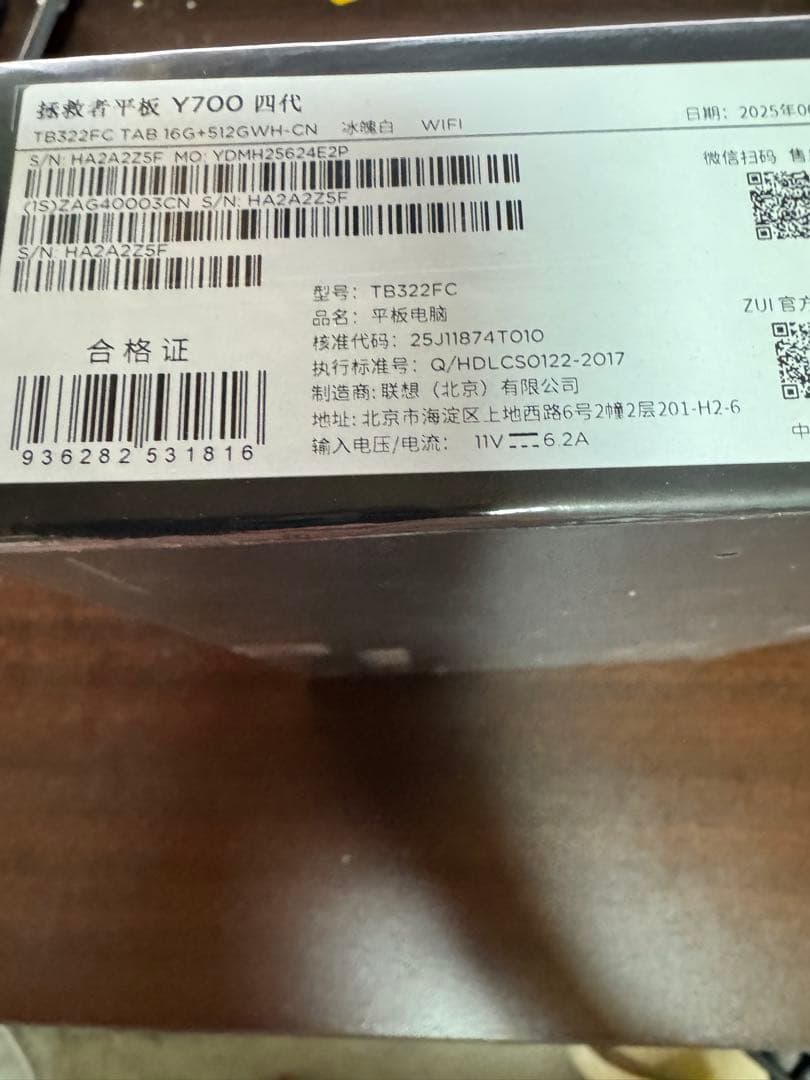 拯救者平板 Y700 四代
TB322FC TAB 16G+512GWH-CN 冰魄白 WIFI
日期: 2025年0
S/N: HA2A2Z5F MO: YDMH25624E2P
微信扫码 售
(1S)ZAG40003CN S/N: HA2A2Z5F
S/N: HA2A2Z5F
型号: TB322FC
品名: 平板电脑
核准代码: 25J11874T010
执行标准号: Q/HDLCS0122-2017
制造商: 联想 (北京) 有限公司
地址: 北京市海淀区上地西路6号2幢2层201-H2-6
输入电压/电流: 11V⎓6.2A
ZUI 官方
中
合格证
936282 531816